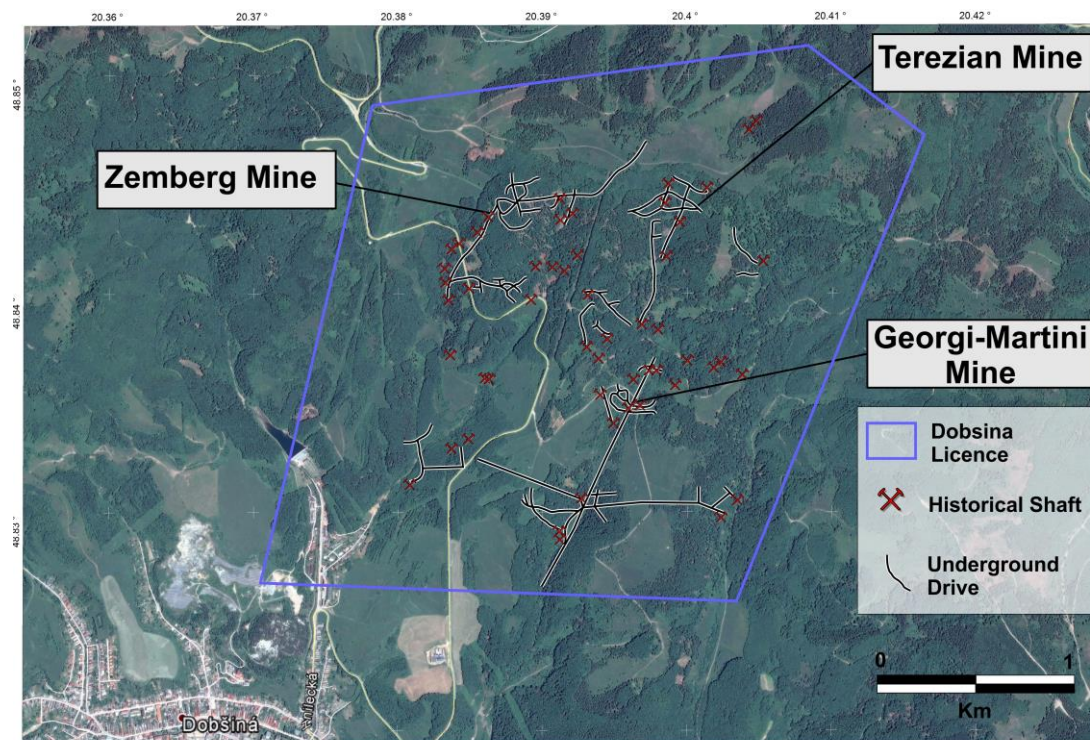 20.36 °
20.37 °
20.38 °
20.39 °
20.4 °
20.41 °
20.42 °
48.85 °
48.84 °
48.83 °
Terezian Mine
Zemberg Mine
Georgi-Martini
Mine
Dobsina
Licence
Historical Shaft
Underground
Drive
0
1
Km
Dobšiná